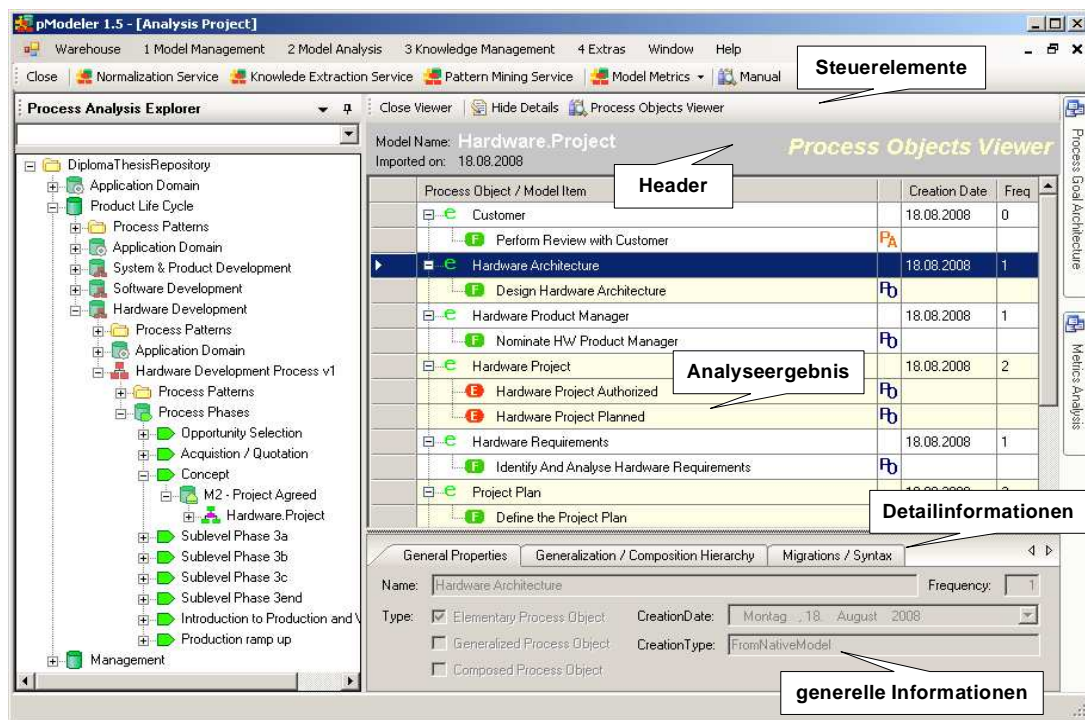 pModeler 1.5 - [Analysis Project]
Warehouse 1 Model Management 2 Model Analysis 3 Knowledge Management 4 Extras Window Help
Close Normalization Service Knowlede Extraction Service Pattern Mining Service Model Metrics Manual
Steuerelemente
Process Analysis Explorer
Close Viewer Hide Details Process Objects Viewer
Model Name: Hardware.Project
Imported on: 18.08.2008
Process Objects Viewer
Header
DiplomaThesisRepository
Application Domain
Product Life Cycle
Process Patterns
Application Domain
System & Product Development
Software Development
Hardware Development
Process Patterns
Application Domain
Hardware Development Process v1
Process Patterns
Process Phases
Opportunity Selection
Acquistion / Quotation
Concept
M2 - Project Agreed
Hardware.Project
Sublevel Phase 3a
Sublevel Phase 3b
Sublevel Phase 3c
Sublevel Phase 3end
Introduction to Production and
Production ramp up
Management
Process Object / Model Item Creation Date Freq
e Customer 18.08.2008 0
F Perform Review with Customer PA
e Hardware Architecture 18.08.2008 1
F Design Hardware Architecture PO
e Hardware Product Manager 18.08.2008 1
F Nominate HW Product Manager PO
e Hardware Project 18.08.2008 2
E Hardware Project Authorized PO
E Hardware Project Planned PO
e Hardware Requirements 18.08.2008 1
F Identify And Analyse Hardware Requirements PO
e Project Plan
F Define the Project Plan
Analyseergebnis
Detailinformationen
General Properties Generalization / Composition Hierarchy Migrations / Syntax
Name: Hardware Architecture Frequency: 1
Type: Elementary Process Object CreationDate: Montag , 18. August 2008
Generalized Process Object CreationType: FromNativeModel
Composed Process Object
generelle Informationen
Process Goal Architecture
Metrics Analysis